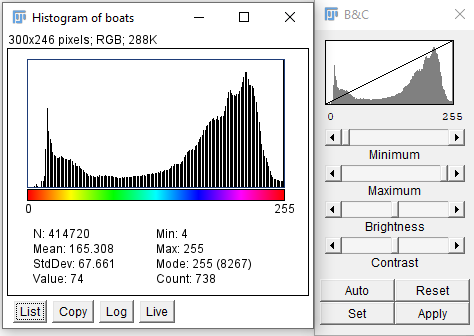 Histogram of boats
300x246 pixels; RGB; 288K
0 255
N: 414720 Min: 4
Mean: 165.308 Max: 255
StdDev: 67.661 Mode: 255 (8267)
Value: 74 Count: 738
List Copy Log Live
B&C
0 255
Minimum
Maximum
Brightness
Contrast
Auto Reset
Set Apply